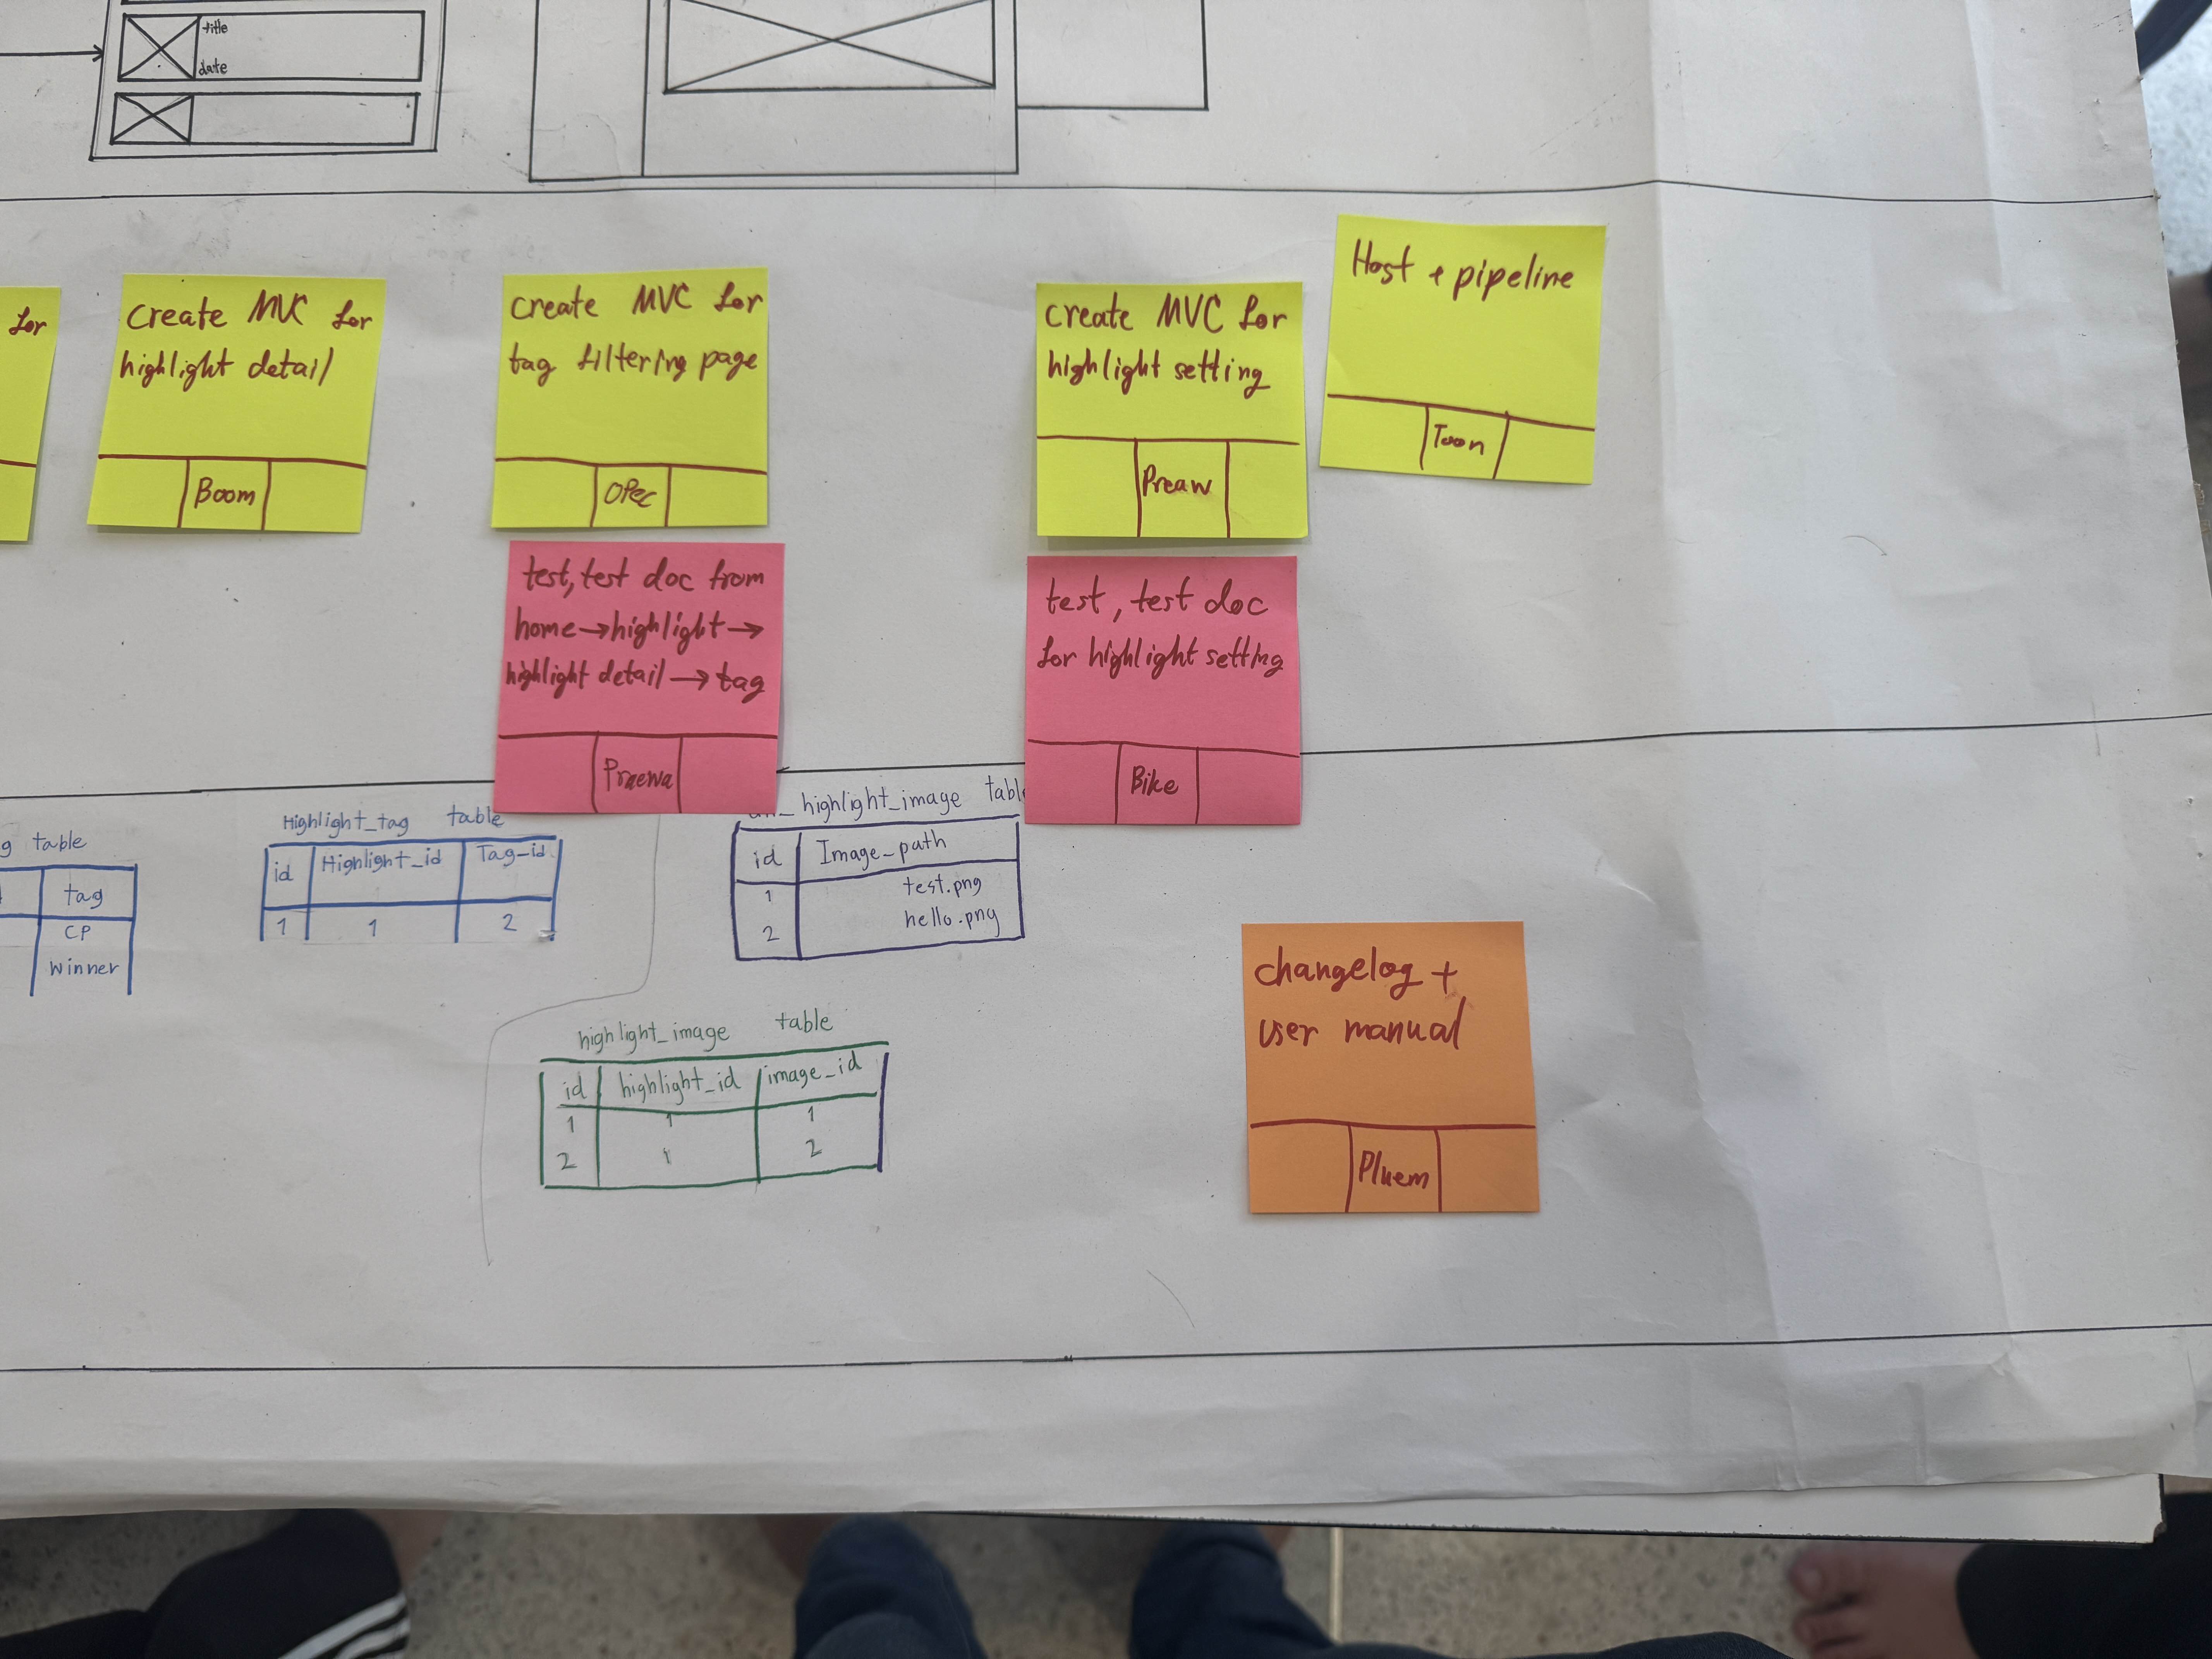 title
date
for
create MVC for
highlight detail
Boom
create MVC for
tag filtering page
OPEC
create MVC for
highlight setting
Preaw
Host + pipeline
Toon
test, test doc from
home→highlight→
highlight detail→tag
Praewa
test, test doc
for highlight setting
Bike
g table
tag
CP
winner
Highlight_tag table
id Highlight_id Tag_id
1 1 2
_highlight_image tabl
id Image_path
1 test.png
2 hello.png
highlight_image table
id highlight_id image_id
1 1 1
2 1 2
changelog +
user manual
Pluem